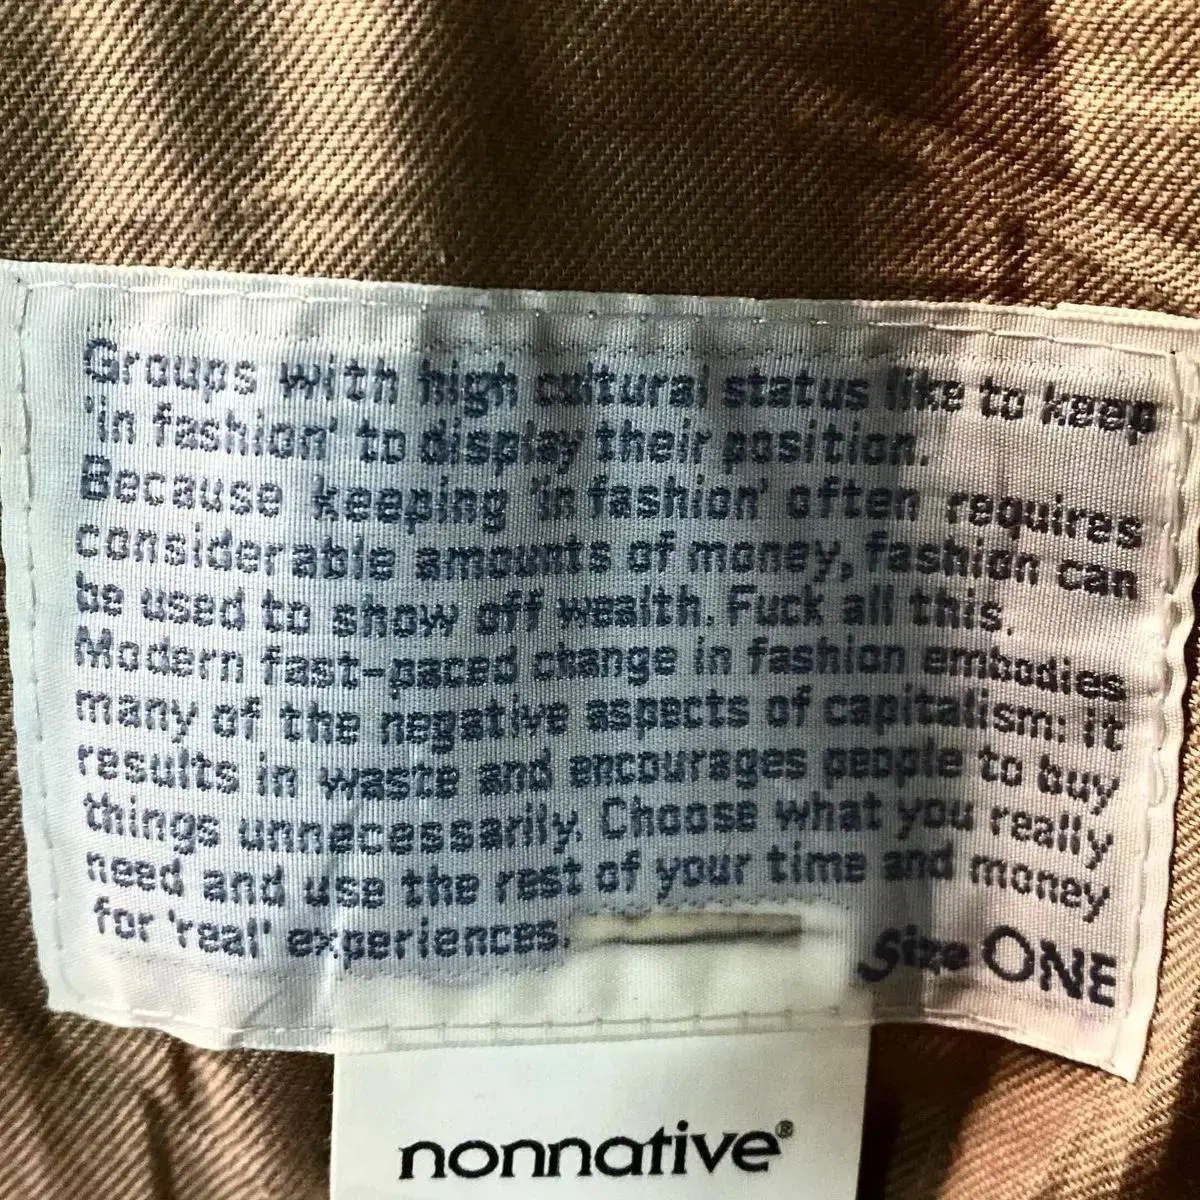 Groups with high cultural status like to keep
'in fashion' to display their position.
Because keeping 'in fashion' often requires
considerable amounts of money, fashion can
be used to show off wealth. Fuck all this.
Modern fast-paced change in fashion embodies
many of the negative aspects of capitalism: it
results in waste and encourages people to buy
things unnecessarily. Choose what you really
need and use the rest of your time and money
for 'real' experiences.
Size ONE
nonnative®